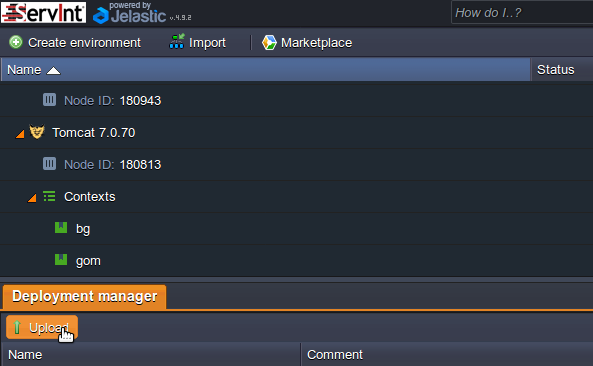 ServInt
powered by
Jelastic v.4.9.2
How do I..?
Create environment
Import
Marketplace
Name
Status
Node ID: 180943
Tomcat 7.0.70
Node ID: 180813
Contexts
bg
gom
Deployment manager
Upload
Name
Comment